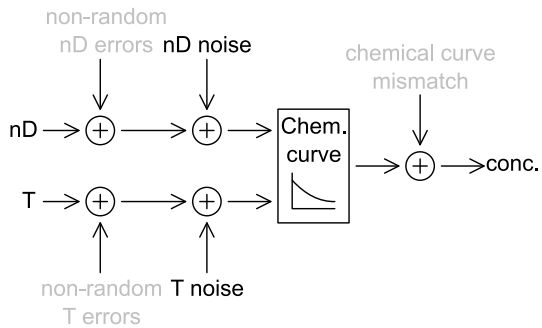 non-random
nD errors
nD noise
chemical curve
mismatch
nD
Chem.
curve
conc.
T
non-random
T errors
T noise